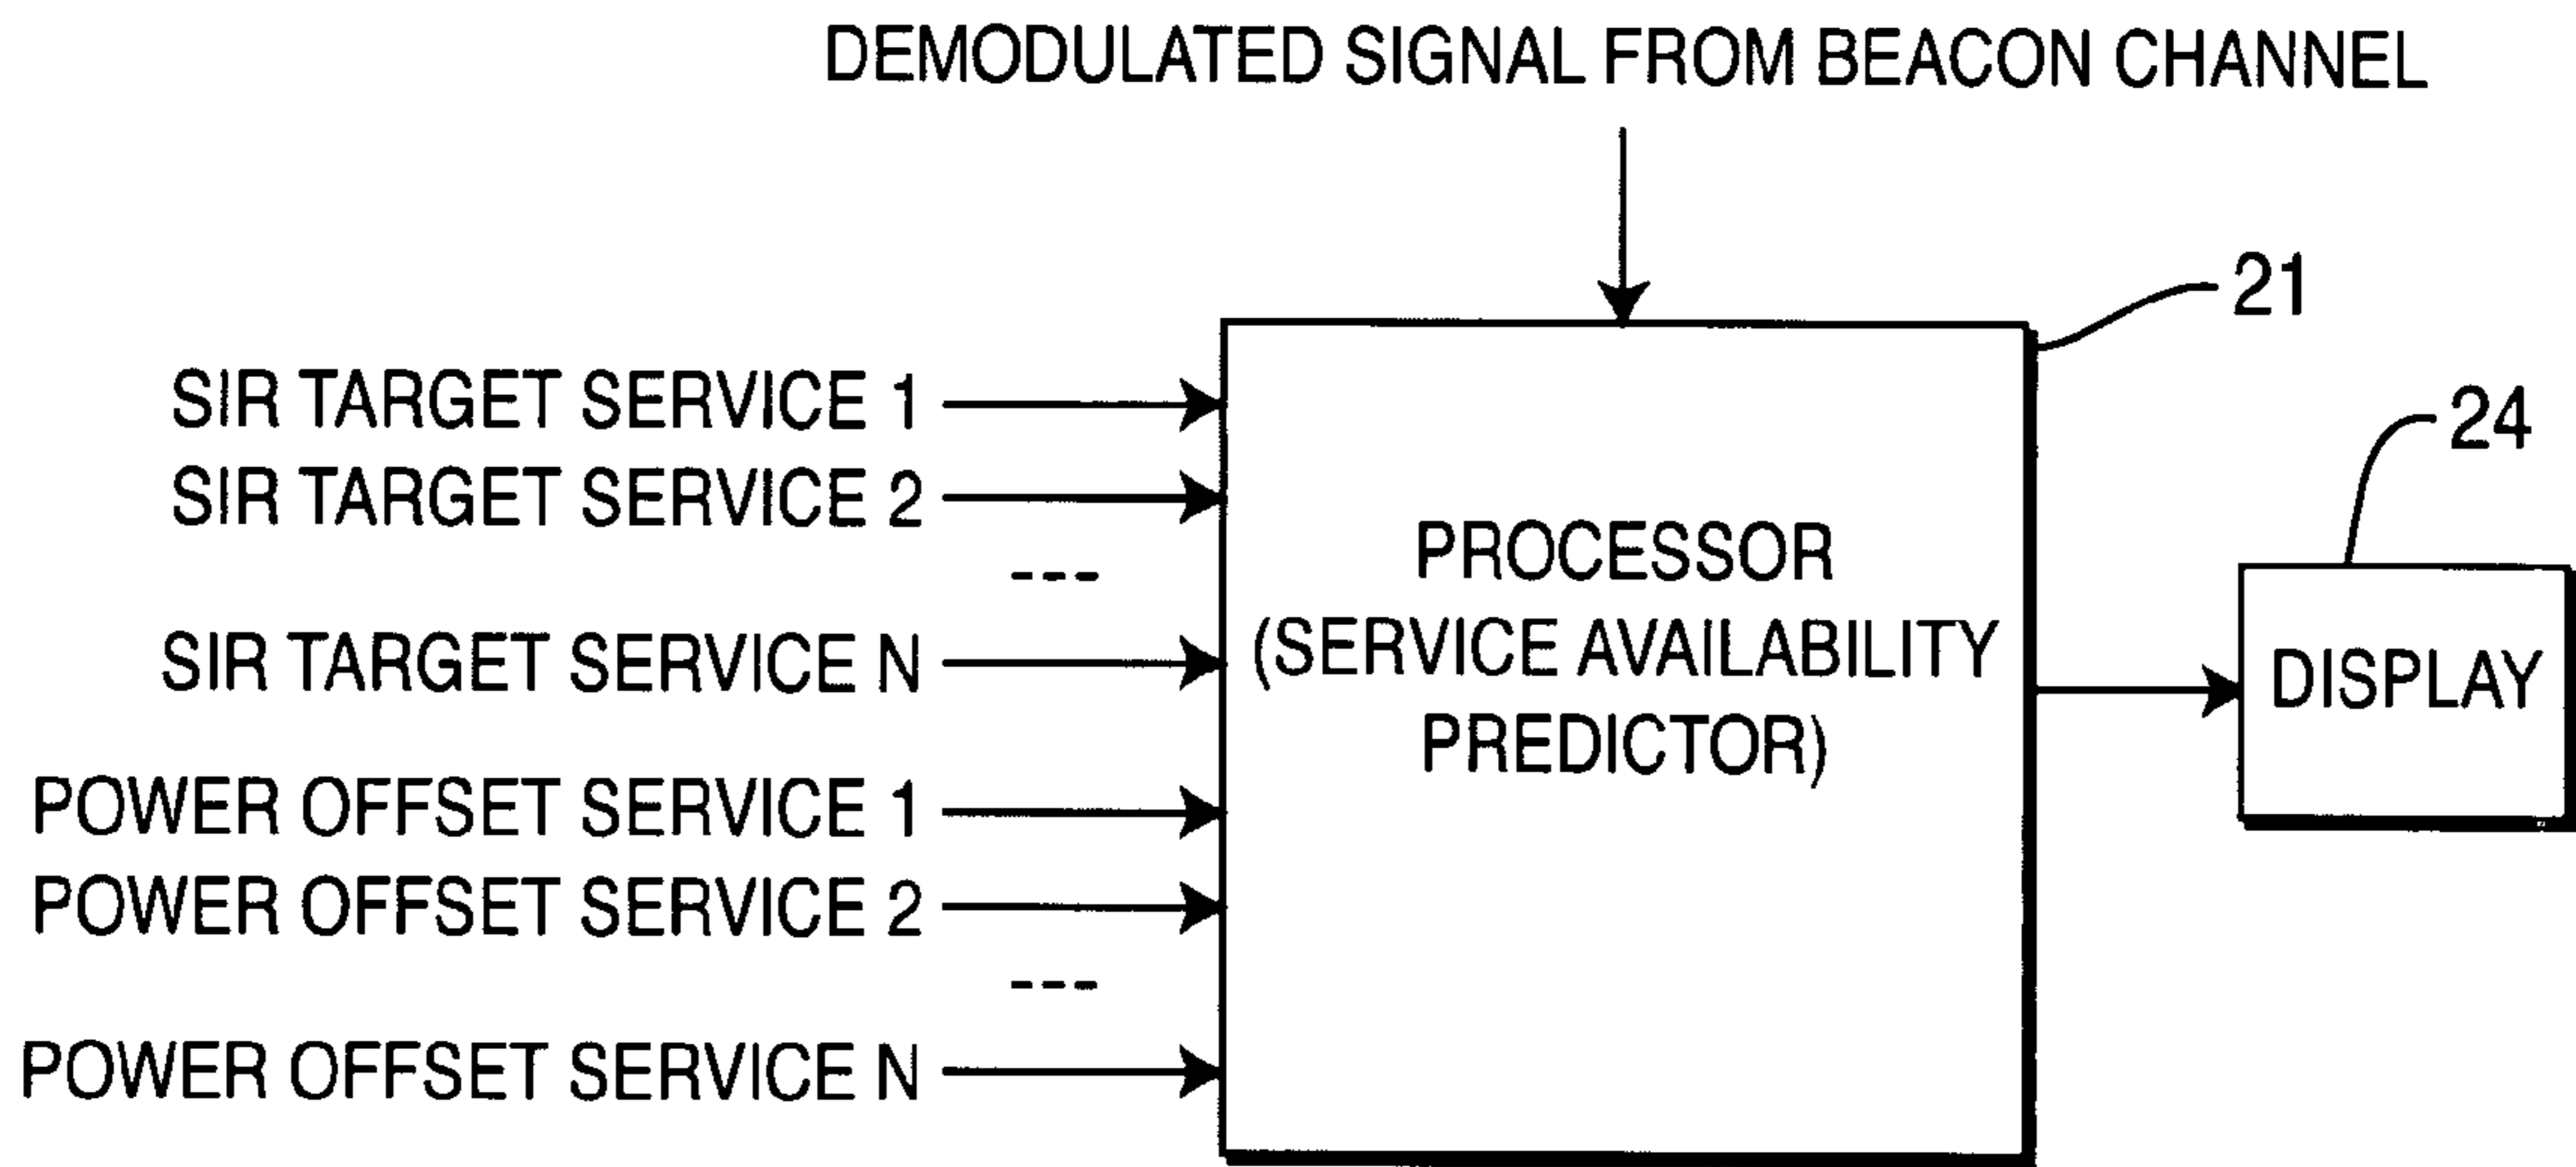 DEMODULATED SIGNAL FROM BEACON CHANNEL
21
24
SIR TARGET SERVICE 1
SIR TARGET SERVICE 2
---
SIR TARGET SERVICE N
POWER OFFSET SERVICE 1
POWER OFFSET SERVICE 2
---
POWER OFFSET SERVICE N
PROCESSOR
(SERVICE AVAILABILITY
PREDICTOR)
DISPLAY